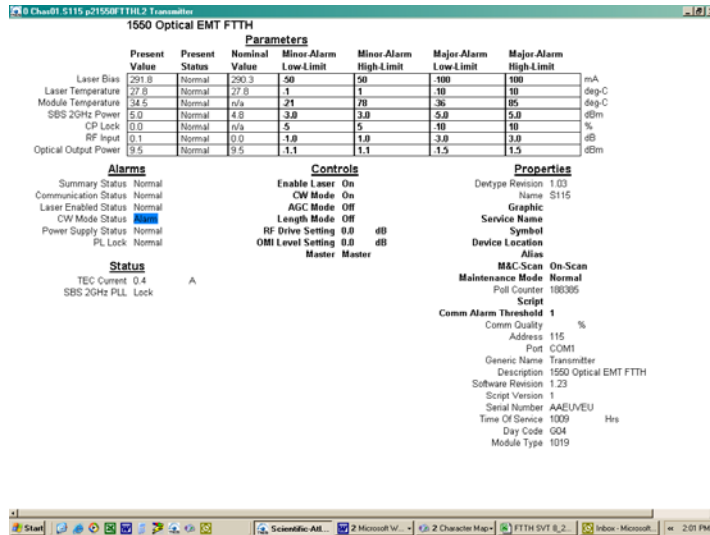 0 Chas01.S115 p21550FTTHL2 Transmitter
1550 Optical EMT FTTH
Parameters
Present Value Present Status Nominal Value Minor-Alarm Low-Limit Minor-Alarm High-Limit Major-Alarm Low-Limit Major-Alarm High-Limit
Laser Bias 291.8 Normal 290.3 -50 50 -100 100 mA
Laser Temperature 27.8 Normal 27.8 -1 1 -10 10 deg-C
Module Temperature 34.5 Normal n/a -21 78 -36 85 deg-C
SBS 2GHz Power 5.0 Normal 4.8 -3.0 3.0 -5.0 5.0 dBm
CP Lock 0.0 Normal n/a -5 5 -10 10 %
RF Input 0.1 Normal 0.0 -1.0 1.0 -3.0 3.0 dB
Optical Output Power 9.5 Normal 9.5 -1.1 1.1 -1.5 1.5 dBm
Alarms
Summary Status Normal
Communication Status Normal
Laser Enabled Status Normal
CW Mode Status Alarm
Power Supply Status Normal
PL Lock Normal
Status
TEC Current 0.4 A
SBS 2GHz PLL Lock
Controls
Enable Laser On
CW Mode On
AGC Mode Off
Length Mode Off
RF Drive Setting 0.0 dB
OMI Level Setting 0.0 dB
Master Master
Properties
Devtype Revision 1.03
Name S115
Graphic
Service Name
Symbol
Device Location
Alias
M&C-Scan On-Scan
Maintenance Mode Normal
Poll Counter 188385
Script
Comm Alarm Threshold 1
Comm Quality %
Address 115
Port COM1
Generic Name Transmitter
Description 1550 Optical EMT FTTH
Software Revision 1.23
Script Version 1
Serial Number AAEUVEU
Time Of Service 1009 Hrs
Day Code G04
Module Type 1019
Start Scientific-Atl... 2 Microsoft W... 2 Character Map FTTH SVT 8_2... Inbox - Microsoft... « 2:01 PM